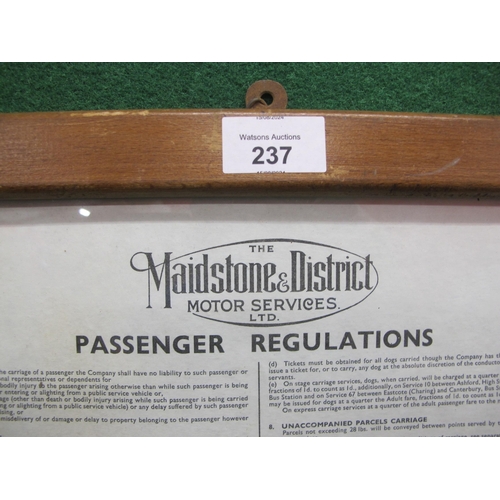 Watsons Auctions
237
THE
Maidstone & District
MOTOR SERVICES.
LTD.
PASSENGER REGULATIONS
the carriage of a passenger the Company shall have no liability to such passenger or
representatives or dependents for
bodily injury at the passenger arising otherwise than while such passenger is being
entering or alighting from a public service vehicle or,
(other than death or bodily injury arising while such passenger is being carried
or alighting from a public service vehicle) or any delay suffered by such passenger
arising, or
misdelivery of or damage or delay to property belonging to the passenger however
(d) Tickets must be obtained for all dogs carried though the Company has
issue a ticket for, or to carry, any dog at the absolute discretion of the
servants.
(e) On stage carriage services, dogs, when carried, will be charged at a quarter
fractions of 1d. to count as 1d., additionally, on Service 10 between Ashford, High
Bus Station and on Service 67 between Eastcote (Charing) and Canterbury, Bus
may be issued for dogs at a quarter the Adult fare, fractions of 1d. to count as
On express carriage services at a quarter of the adult passenger fare to the
8. UNACCOMPANIED PARCELS CARRIAGE
Parcels not exceeding 28 lbs. will be conveyed between points served by